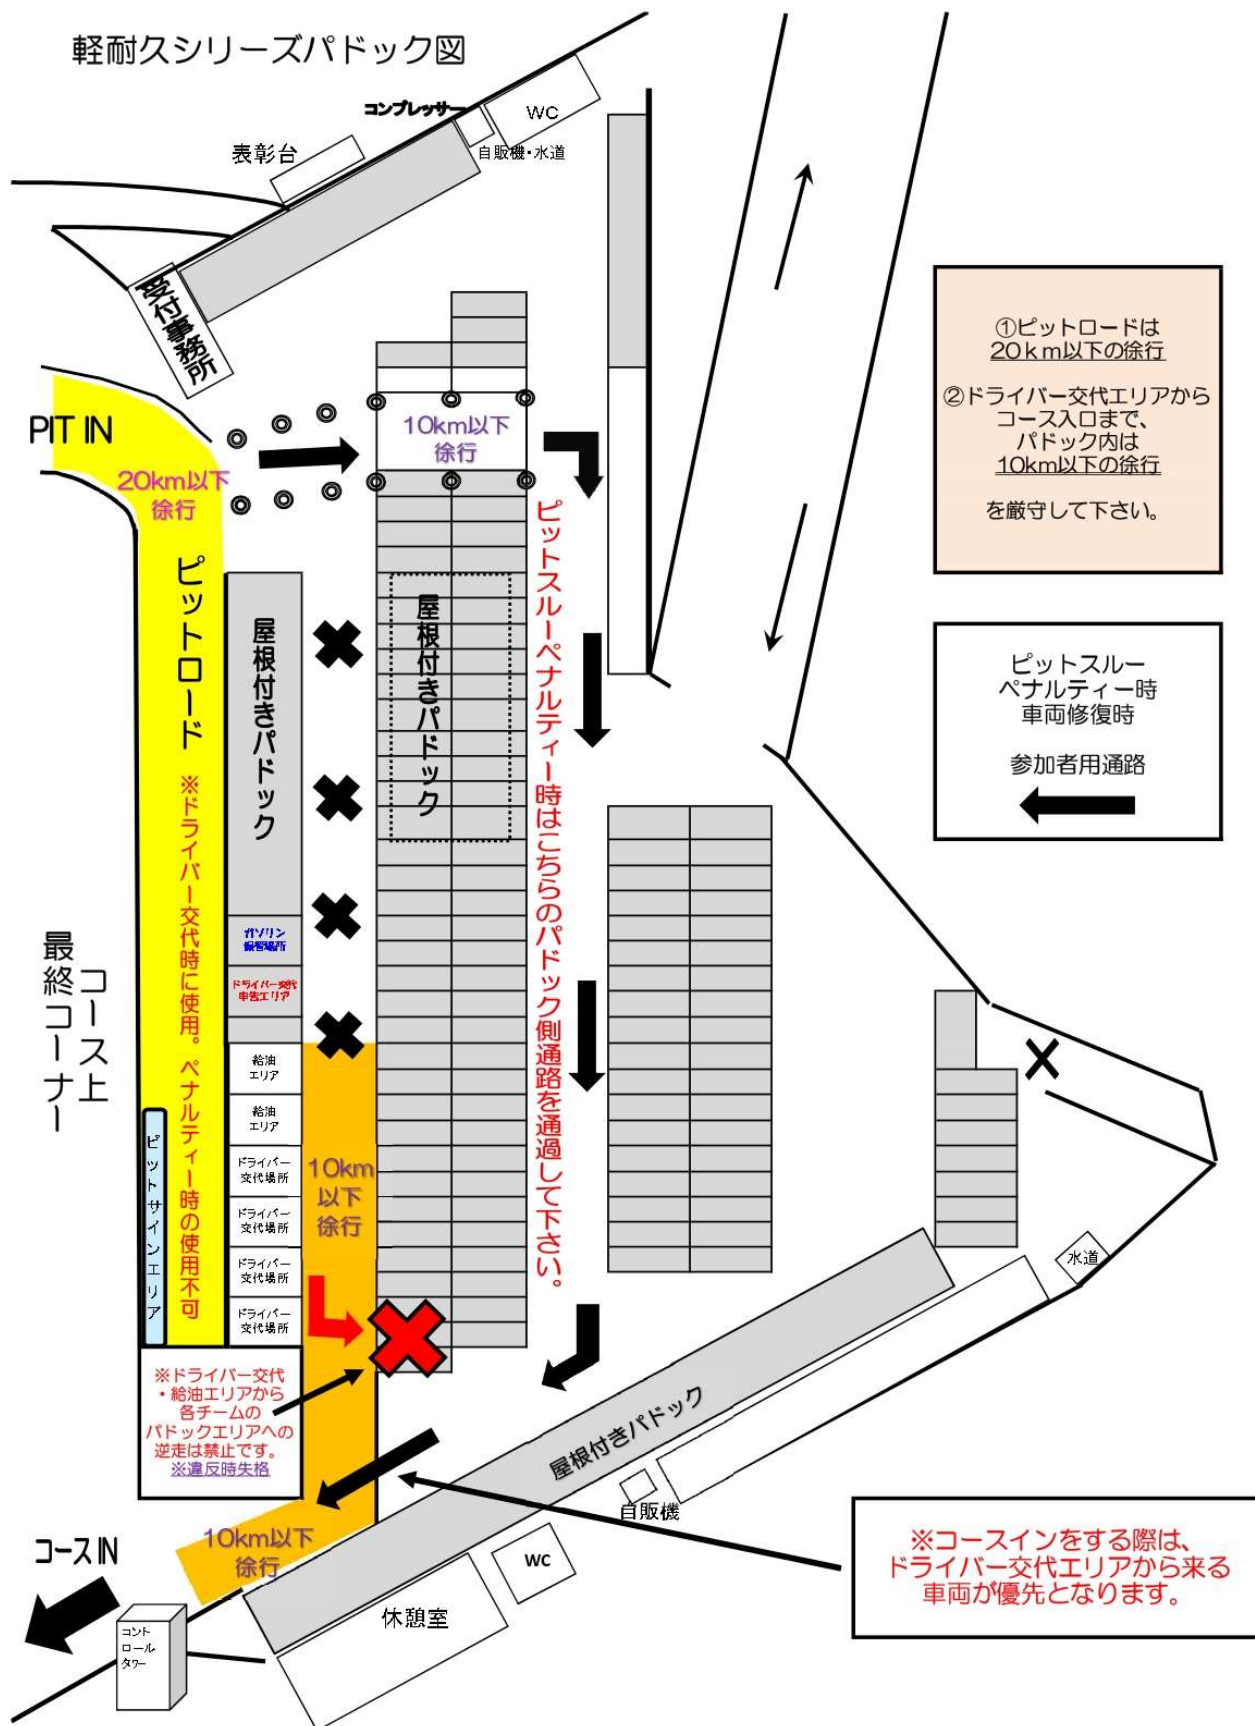 軽耐久シリーズパドック図
コンプレッサー
WC
自販機・水道
表彰台
受付事務所
①ピットロードは
20km以下の徐行
②ドライバー交代エリアから
コース入口まで、
パドック内は
10km以下の徐行
を厳守して下さい。
PIT IN
20km以下
徐行
10km以下
徐行
ピットロード
※ドライバー交代時に使用。ペナルティー時の使用不可
屋根付きパドック
屋根付きパドック
ピットスルーペナルティー時はこちらのパドック側通路を通過して下さい。
ピットスルー
ペナルティー時
車両修復時
参加者用通路
コース上
最終コーナー
ガソリン
保管場所
ドライバー交代
申告エリア
給油
エリア
給油
エリア
ドライバー
交代場所
ドライバー
交代場所
ドライバー
交代場所
ドライバー
交代場所
ピットサインエリア
10km
以下
徐行
※ドライバー交代
・給油エリアから
各チームの
パドックエリアへの
逆走は禁止です。
※違反時失格
水道
屋根付きパドック
自販機
WC
休憩室
10km以下
徐行
コースIN
コント
ロール
タワー
※コースインをする際は、
ドライバー交代エリアから来る
車両が優先となります。